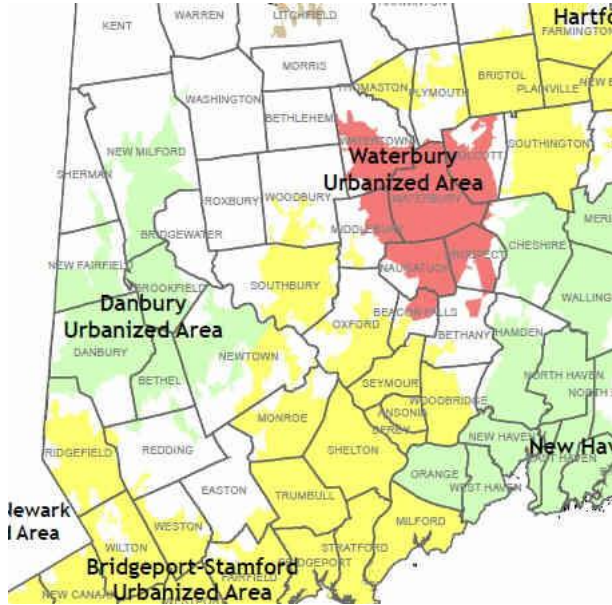 KENT
WARREN
LITCHFIELD
Hartfo
FARMINGTON
MORRIS
BRISTOL
THOMASTON
PLYMOUTH
PLAINVILLE
NEW B
WASHINGTON
BETHLEHEM
WATERTOWN
SOUTHINGTON
NEW MILFORD
Waterbury
Urbanized Area
SHERMAN
ROXBURY
WOODBURY
WATERBURY
MERI
BRIDGEWATER
MIDDLEBURY
CHESHIRE
NEW FAIRFIELD
NAUGATUCK
PROSPECT
BROOKFIELD
SOUTHBURY
WALLING
Danbury
Urbanized Area
BEACON FALLS
OXFORD
BETHANY
HAMDEN
DANBURY
NEWTOWN
BETHEL
SEYMOUR
NORTH HAVEN
WOODBRIDGE
NORTH
ANSONIA
MONROE
DERBY
RIDGEFIELD
REDDING
SHELTON
NEW HAVEN
New Hav
EAST HAVEN
ORANGE
EASTON
TRUMBULL
WEST HAVEN
Newark
d Area
WESTON
MILFORD
WILTON
STRATFORD
Bridgeport-Stamford
Urbanized Area
BRIDGEPORT
FAIRFIELD
NEW CANAAN